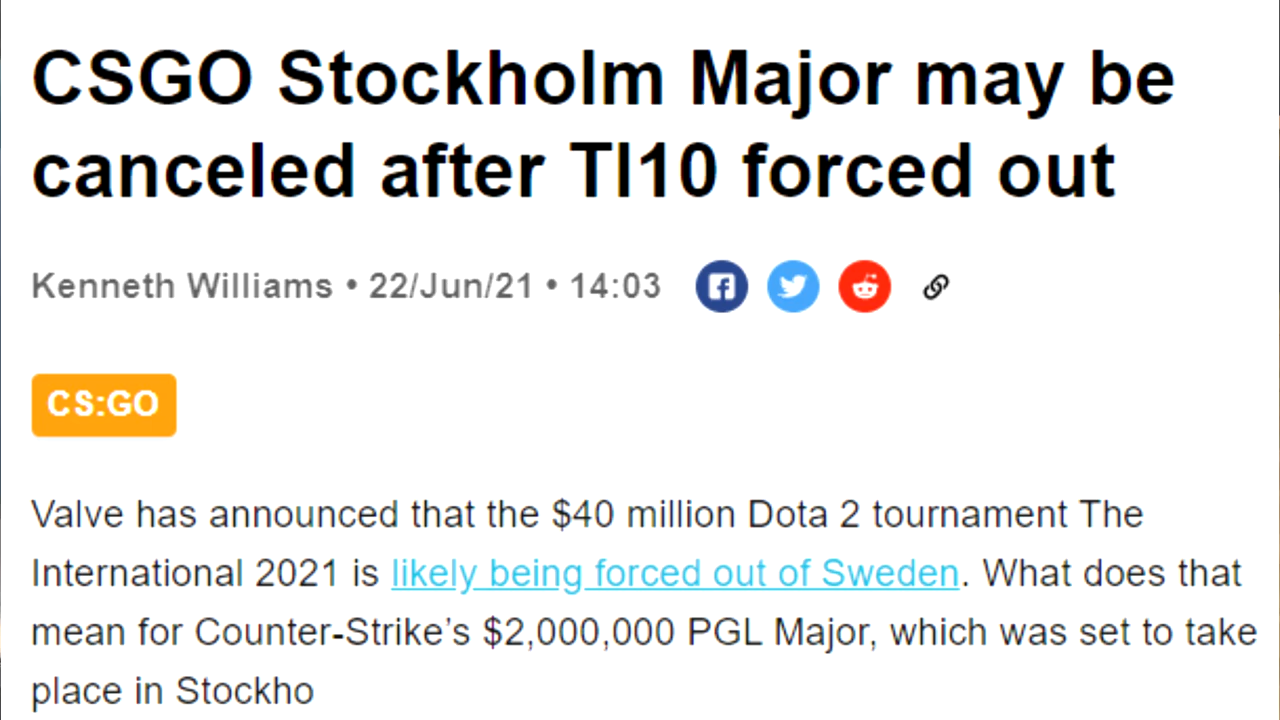 CSGO Stockholm Major may be
canceled after TI10 forced out
Kenneth Williams • 22/Jun/21 • 14:03
CS:GO
Valve has announced that the $40 million Dota 2 tournament The
International 2021 is likely being forced out of Sweden. What does that
mean for Counter-Strike’s $2,000,000 PGL Major, which was set to take
place in Stockho